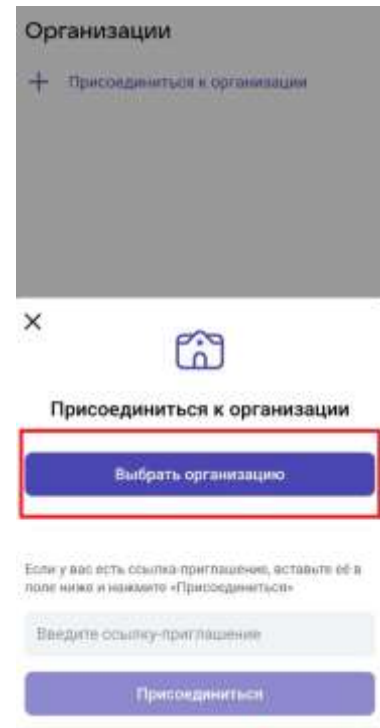 Организации
Присоединиться к организации
Присоединиться к организации
Выбрать организацию
Если у вас есть ссылка-приглашение, вставьте её в
поле ниже и нажмите «Присоединиться»
Введите ссылку-приглашение
Присоединиться